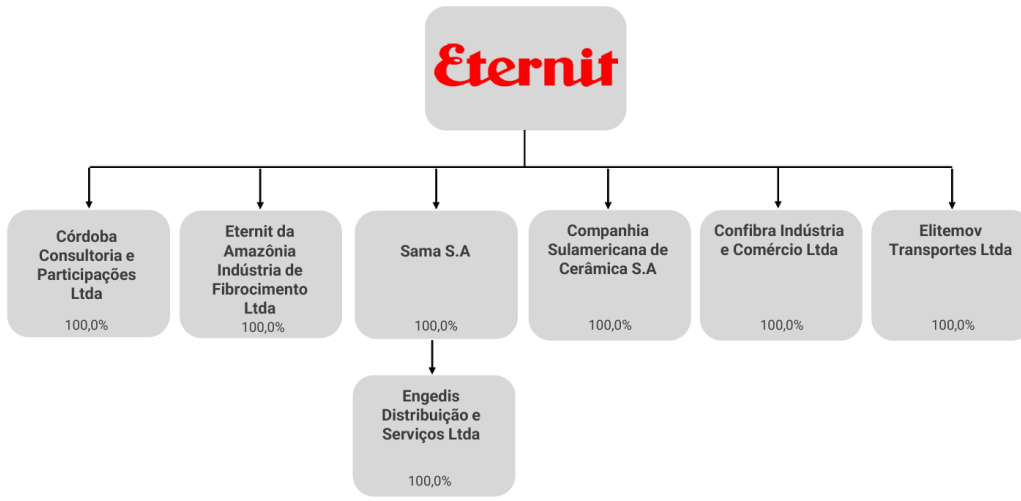 Eternit
Córdoba
Consultoria e
Participações
Ltda
100,0%
Eternit da
Amazônia
Indústria de
Fibrocimento
Ltda
100,0%
Sama S.A
100,0%
Companhia
Sulamericana de
Cerâmica S.A
100,0%
Confibra Indústria
e Comércio Ltda
100,0%
Elitemov
Transportes Ltda
100,0%
Engedis
Distribuição e
Serviços Ltda
100,0%